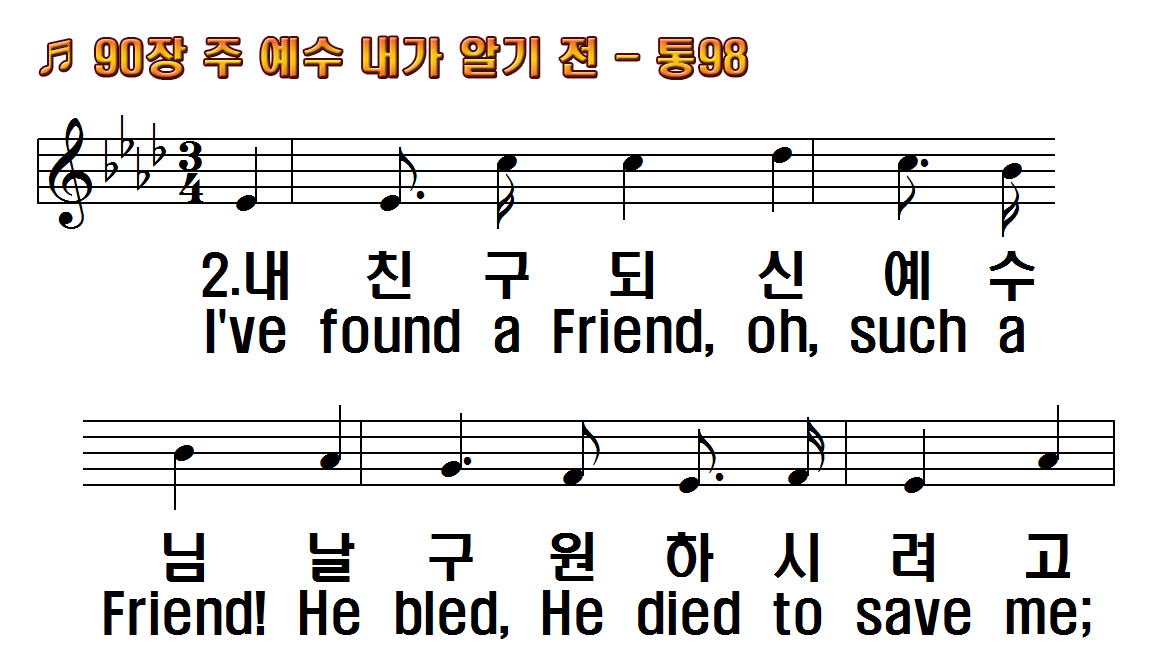 ♬ 90장 주 예수 내가 알기 전 - 통98
3
4
2.내 친 구 되 신 예 수
I've found a Friend, oh, such a
님 날 구 원 하 시 려 고
Friend! He bled, He died to save me;